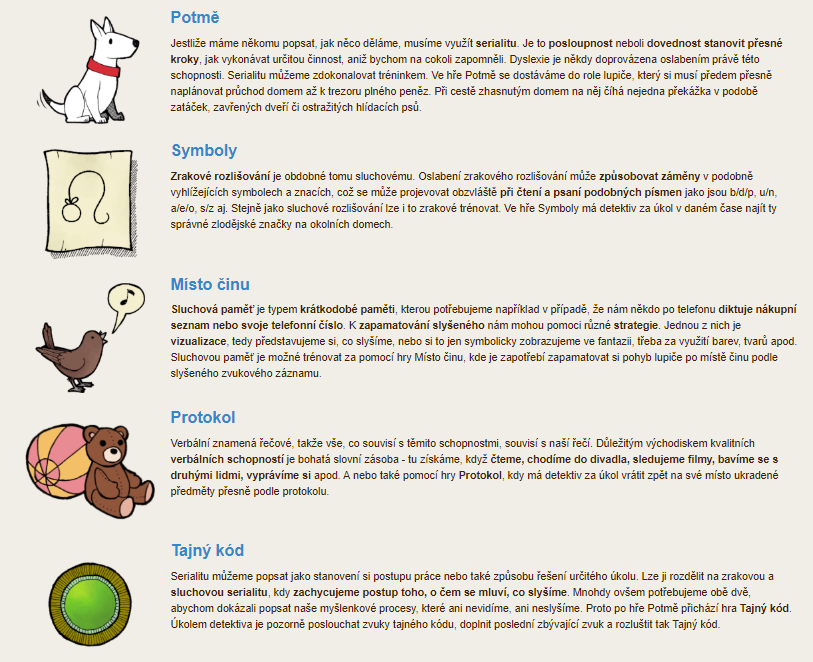 Potmě
Jestliže máme někomu popsat, jak něco děláme, musíme využít serialitu. Je to posloupnost neboli dovednost stanovit přesné
kroky, jak vykonávat určitou činnost, aniž bychom na cokoli zapomněli. Dyslexie je někdy doprovázena oslabením právě této
schopnosti. Serialitu můžeme zdokonalovat tréninkem. Ve hře Potmě se dostáváme do role lupiče, který si musí předem přesně
naplánovat průchod domem až k trezoru plného peněz. Při cestě zhasnutým domem na něj číhá nejedna překážka v podobě
zatáček, zavřených dveří či ostražitých hlídacích psů.
Symboly
Zrakové rozlišování je obdobné tomu sluchovému. Oslabení zrakového rozlišování může způsobovat záměny v podobně
vyhlížejících symbolech a znacích, což se může projevovat obzvláště při čtení a psaní podobných písmen jako jsou b/d/p, u/n,
a/e/o, s/z aj. Stejně jako sluchové rozlišování lze i to zrakové trénovat. Ve hře Symboly má detektiv za úkol v daném čase najít ty
správné zlodějské značky na okolních domech.
Místo činu
Sluchová paměť je typem krátkodobé paměti, kterou potřebujeme například v případě, že nám někdo po telefonu diktuje nákupní
seznam nebo svoje telefonní číslo. K zapamatování slyšeného nám mohou pomoci různé strategie. Jednou z nich je
vizualizace, tedy představujeme si, co slyšíme, nebo si to jen symbolicky zobrazujeme ve fantazii, třeba za využití barev, tvarů apod.
Sluchovou paměť je možné trénovat za pomocí hry Místo činu, kde je zapotřebí zapamatovat si pohyb lupiče po místě činu podle
slyšeného zvukového záznamu.
Protokol
Verbální znamená řečové, takže vše, co souvisí s těmito schopnostmi, souvisí s naší řečí. Důležitým východiskem kvalitních
verbálních schopností je bohatá slovní zásoba - tu získáme, když čteme, chodíme do divadla, sledujeme filmy, bavíme se s
druhými lidmi, vyprávíme si apod. A nebo také pomocí hry Protokol, kdy má detektiv za úkol vrátit zpět na své místo ukradené
předměty přesně podle protokolu.
Tajný kód
Serialitu můžeme popsat jako stanovení si postupu práce nebo také způsobu řešení určitého úkolu. Lze ji rozdělit na zrakovou a
sluchovou serialitu, kdy zachycujeme postup toho, o čem se mluví, co slyšíme. Mnohdy ovšem potřebujeme obě dvě,
abychom dokázali popsat naše myšlenkové procesy, které ani nevidíme, ani neslyšíme. Proto po hře Potmě přichází hra Tajný kód.
Úkolem detektiva je pozorně poslouchat zvuky tajného kódu, doplnit poslední zbývající zvuk a rozluštit tak Tajný kód.